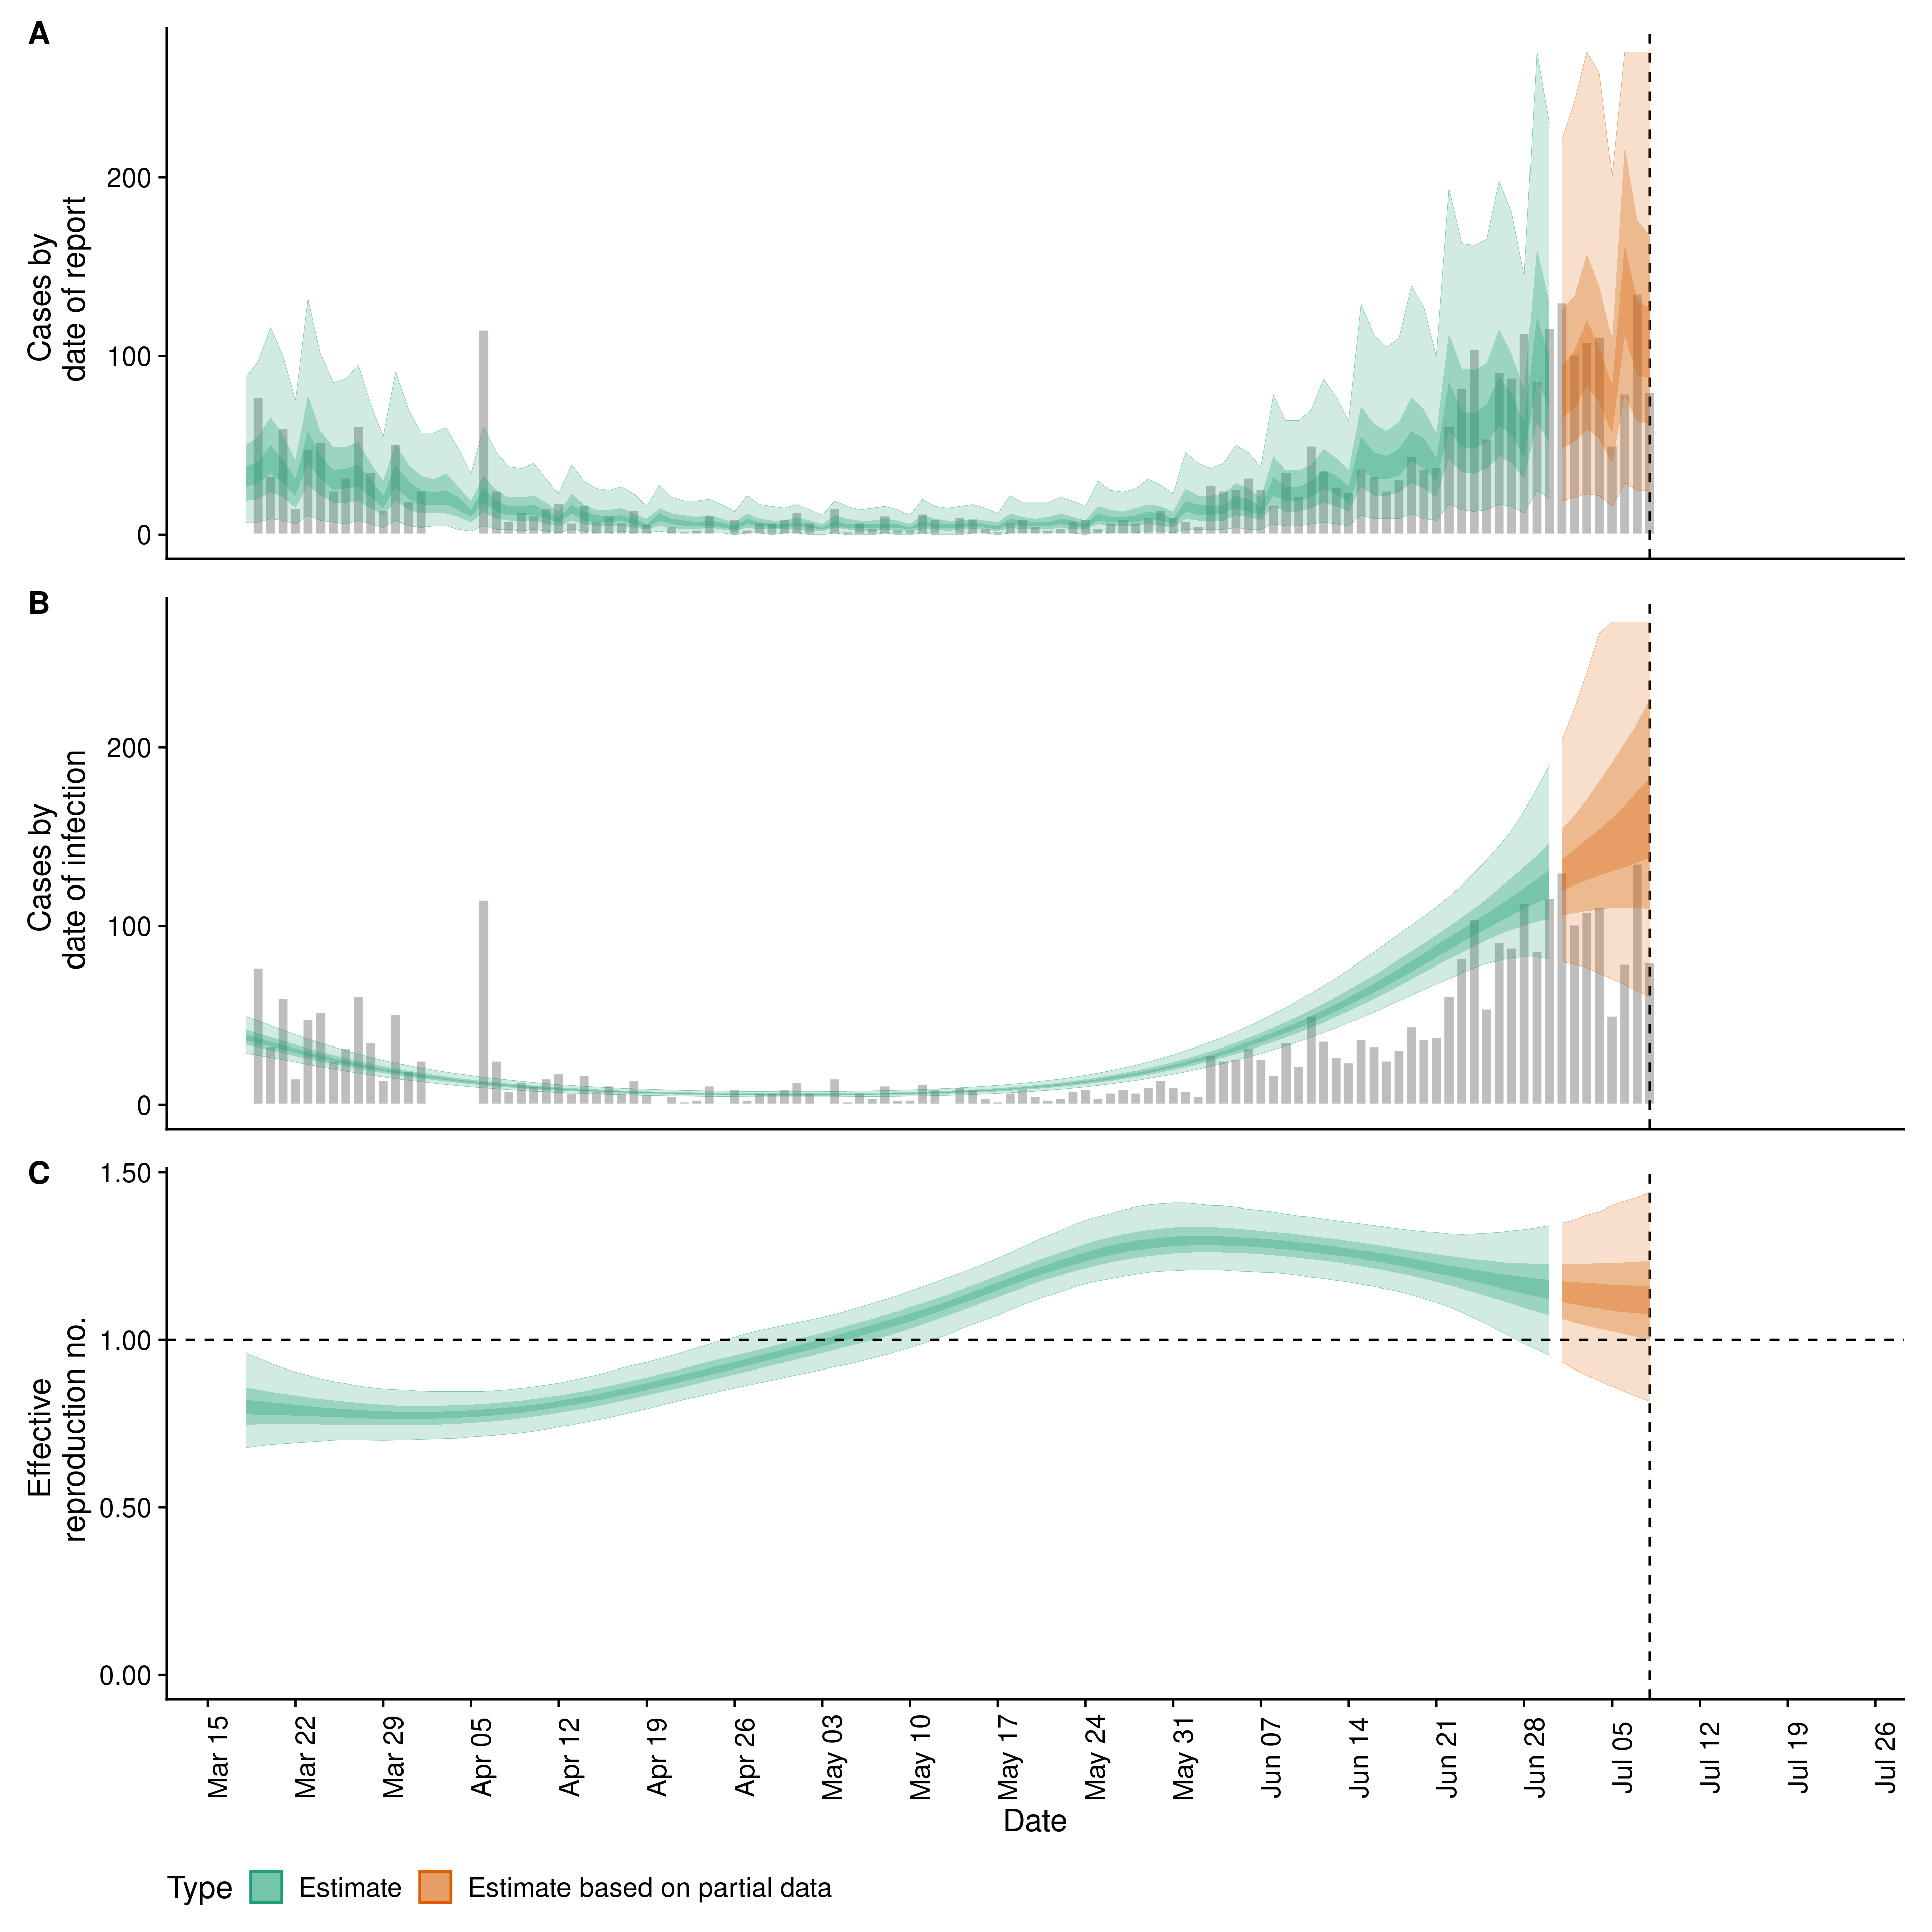 A
Cases by
date of report
200
100
0
B
Cases by
date of infection
200
100
0
C
Effective
reproduction no.
1.50
1.00
0.50
0.00
Mar 15
Mar 22
Mar 29
Apr 05
Apr 12
Apr 19
Apr 26
May 03
May 10
May 17
May 24
May 31
Jun 07
Jun 14
Jun 21
Jun 28
Jul 05
Jul 12
Jul 19
Jul 26
Date
Type Estimate Estimate based on partial data